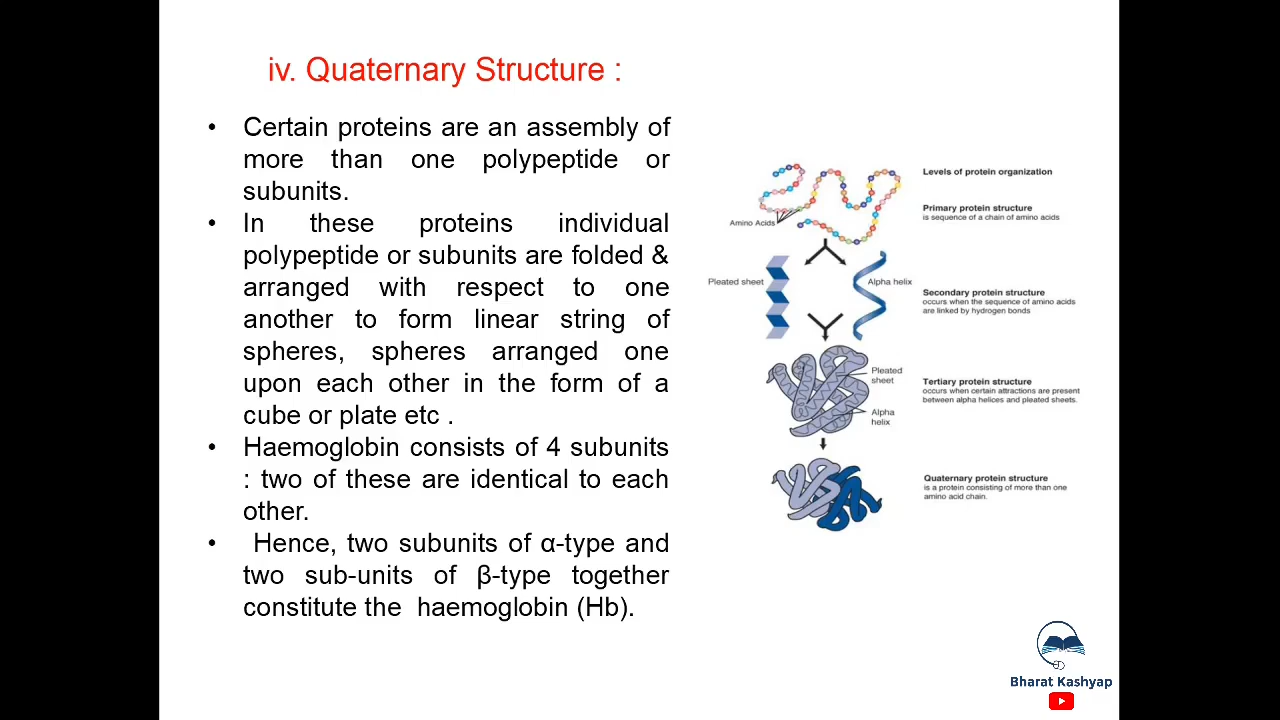 iv. Quaternary Structure :
• Certain proteins are an assembly of
more than one polypeptide or
subunits.
• In these proteins individual
polypeptide or subunits are folded &
arranged with respect to one
another to form linear string of
spheres, spheres arranged one
upon each other in the form of a
cube or plate etc .
• Haemoglobin consists of 4 subunits
: two of these are identical to each
other.
• Hence, two subunits of α-type and
two sub-units of β-type together
constitute the haemoglobin (Hb).
Levels of protein organization
Primary protein structure
is sequence of a chain of amino acids
Amino Acids
Pleated sheet
Alpha helix
Secondary protein structure
occurs when the sequence of amino acids
are linked by hydrogen bonds
Pleated
sheet
Alpha
helix
Tertiary protein structure
occurs when certain attractions are present
between alpha helices and pleated sheets.
Quaternary protein structure
is a protein consisting of more than one
amino acid chain.
Bharat Kashyap